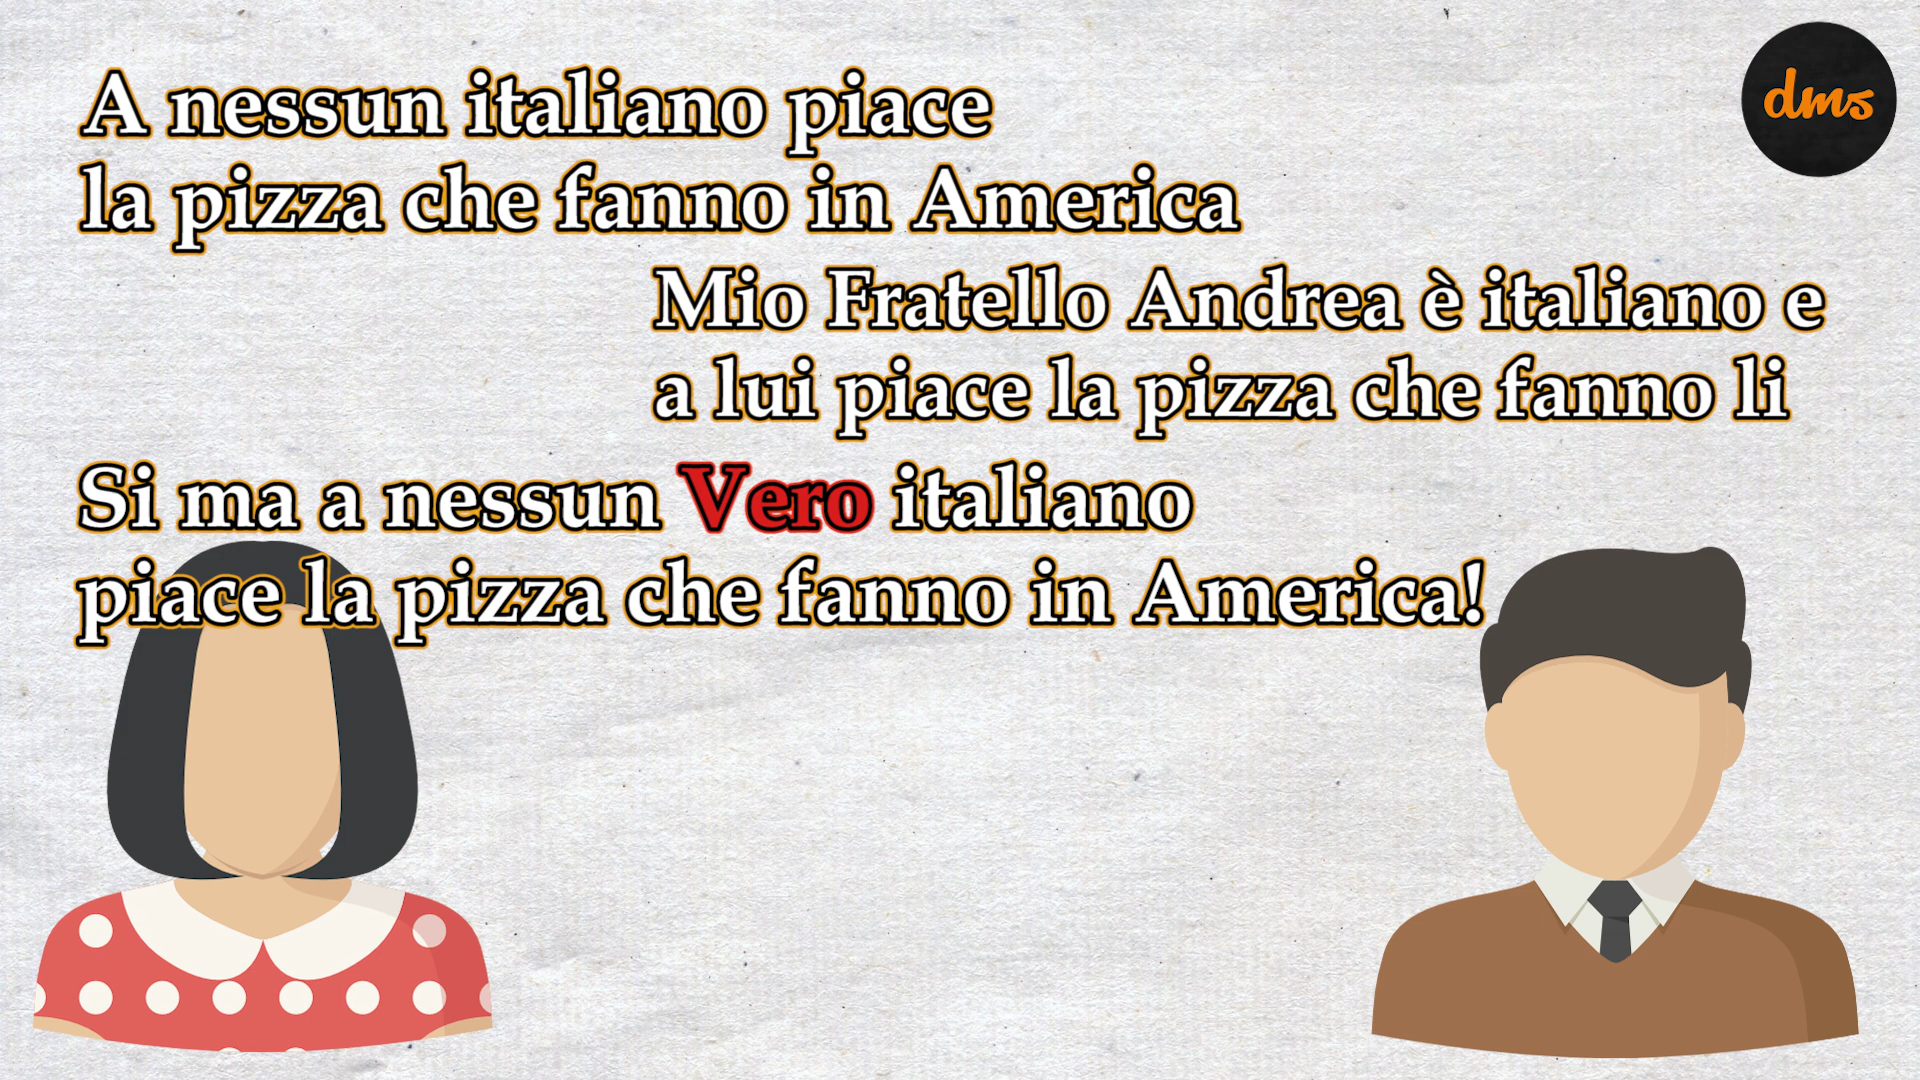 A nessun italiano piace
la pizza che fanno in America
Mio Fratello Andrea è italiano e
a lui piace la pizza che fanno li
Si ma a nessun Vero italiano
piace la pizza che fanno in America!
dms